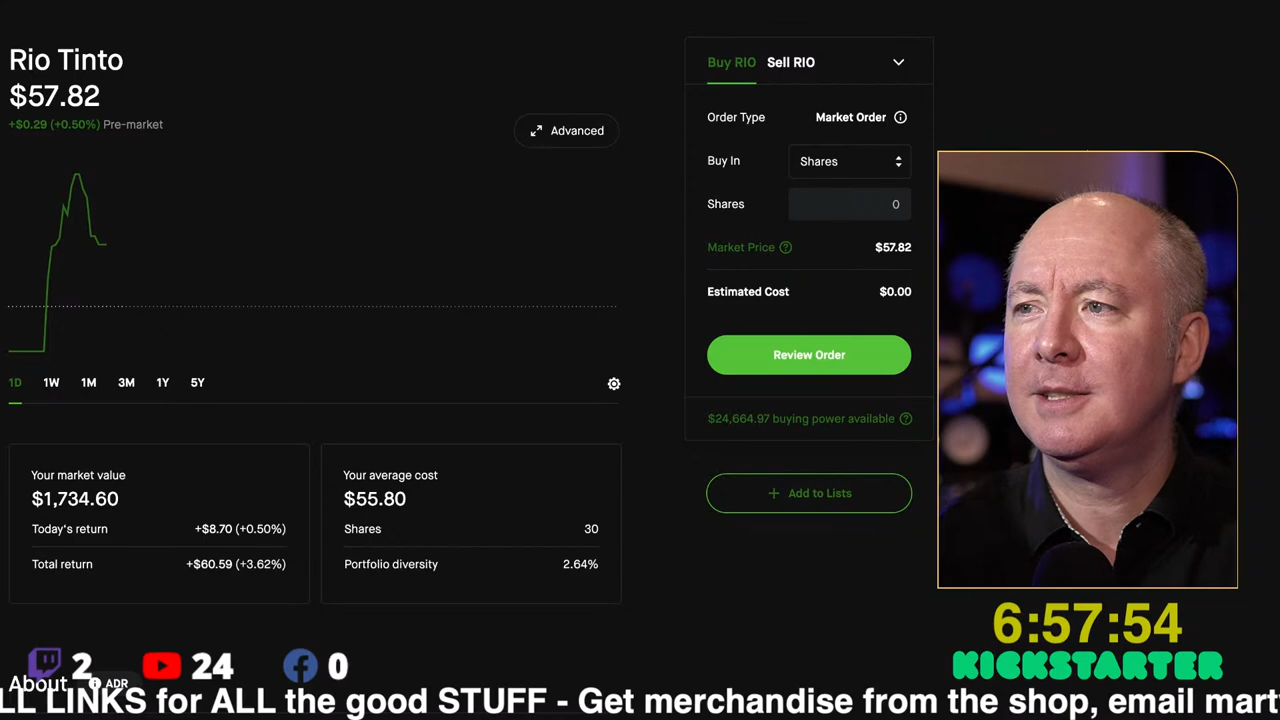 Rio Tinto
$57.82
+$0.29 (+0.50%) Pre-market
Advanced
1D 1W 1M 3M 1Y 5Y
Your market value
$1,734.60
Today's return +$8.70 (+0.50%)
Total return +$60.59 (+3.62%)
Your average cost
$55.80
Shares 30
Portfolio diversity 2.64%
Buy RIO Sell RIO
Order Type Market Order
Buy In Shares
Shares 0
Market Price $57.82
Estimated Cost $0.00
Review Order
$24,664.97 buying power available
Add to Lists
6:57:54
KICKSTARTER
2 24 0
About ADR
LL LINKS for ALL the good STUFF - Get merchandise from the shop, email mart